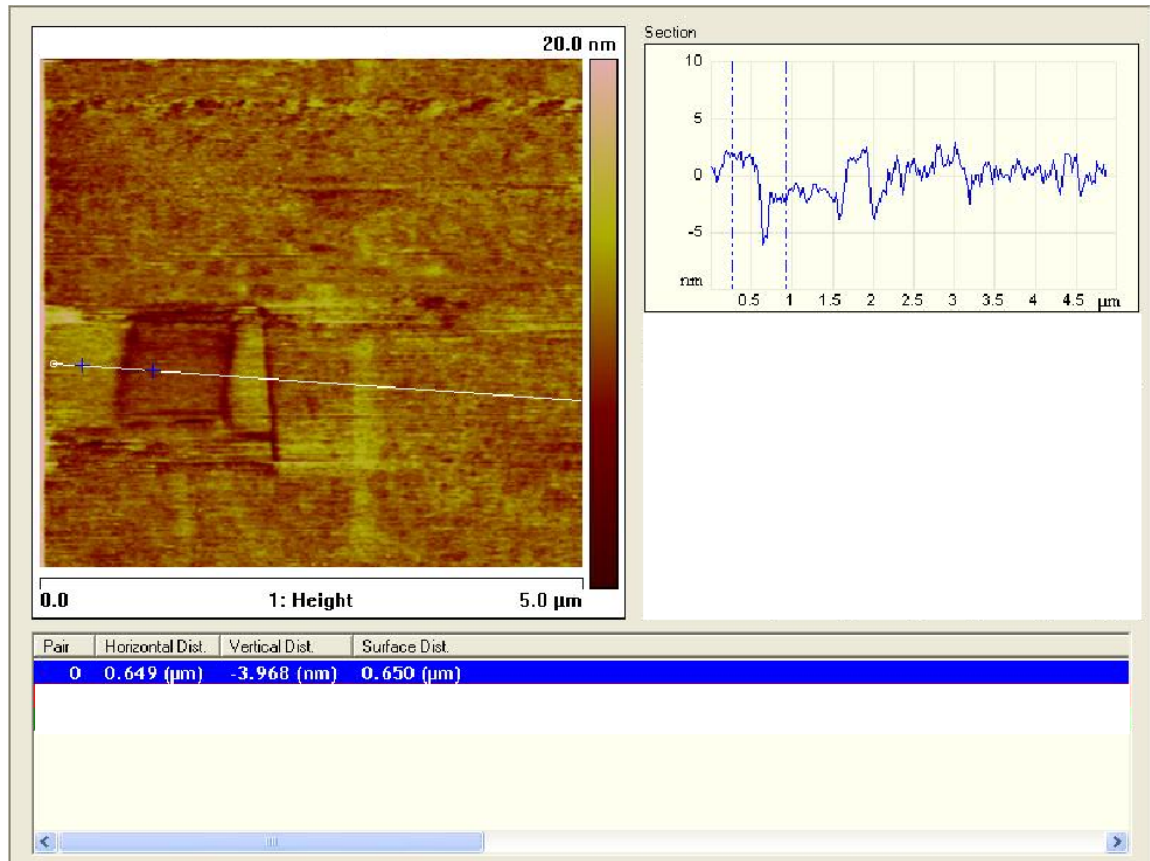 20.0 nm
0.0 1: Height 5.0 µm
Section
10
5
0
-5
nm
0.5 1 1.5 2 2.5 3 3.5 4 4.5 µm
Pair Horizontal Dist. Vertical Dist. Surface Dist.
0 0.649 (µm) -3.968 (nm) 0.650 (µm)